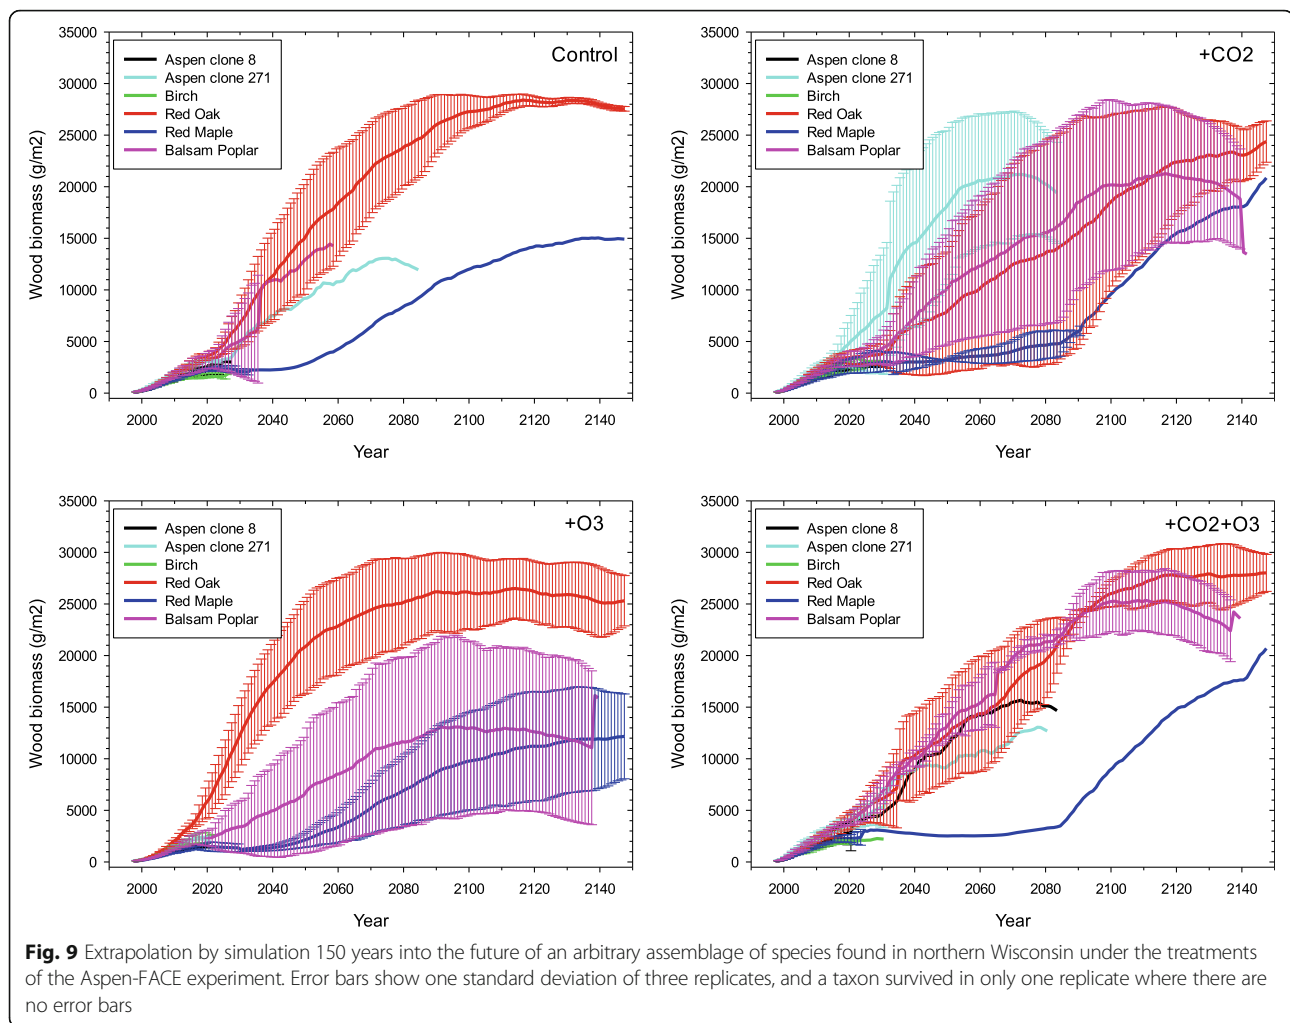 Control
35000
30000
25000
20000
15000
10000
5000
0
Wood biomass (g/m2)
Aspen clone 8
Aspen clone 271
Birch
Red Oak
Red Maple
Balsam Poplar
2000 2020 2040 2060 2080 2100 2120 2140
Year
+CO2
35000
30000
25000
20000
15000
10000
5000
0
Wood biomass (g/m2)
Aspen clone 8
Aspen clone 271
Birch
Red Oak
Red Maple
Balsam Poplar
2000 2020 2040 2060 2080 2100 2120 2140
Year
+O3
35000
30000
25000
20000
15000
10000
5000
0
Wood biomass (g/m2)
Aspen clone 8
Aspen clone 271
Birch
Red Oak
Red Maple
Balsam Poplar
2000 2020 2040 2060 2080 2100 2120 2140
Year
+CO2+O3
35000
30000
25000
20000
15000
10000
5000
0
Wood biomass (g/m2)
Aspen clone 8
Aspen clone 271
Birch
Red Oak
Red Maple
Balsam Poplar
2000 2020 2040 2060 2080 2100 2120 2140
Year
Fig. 9 Extrapolation by simulation 150 years into the future of an arbitrary assemblage of species found in northern Wisconsin under the treatments
of the Aspen-FACE experiment. Error bars show one standard deviation of three replicates, and a taxon survived in only one replicate where there are
no error bars